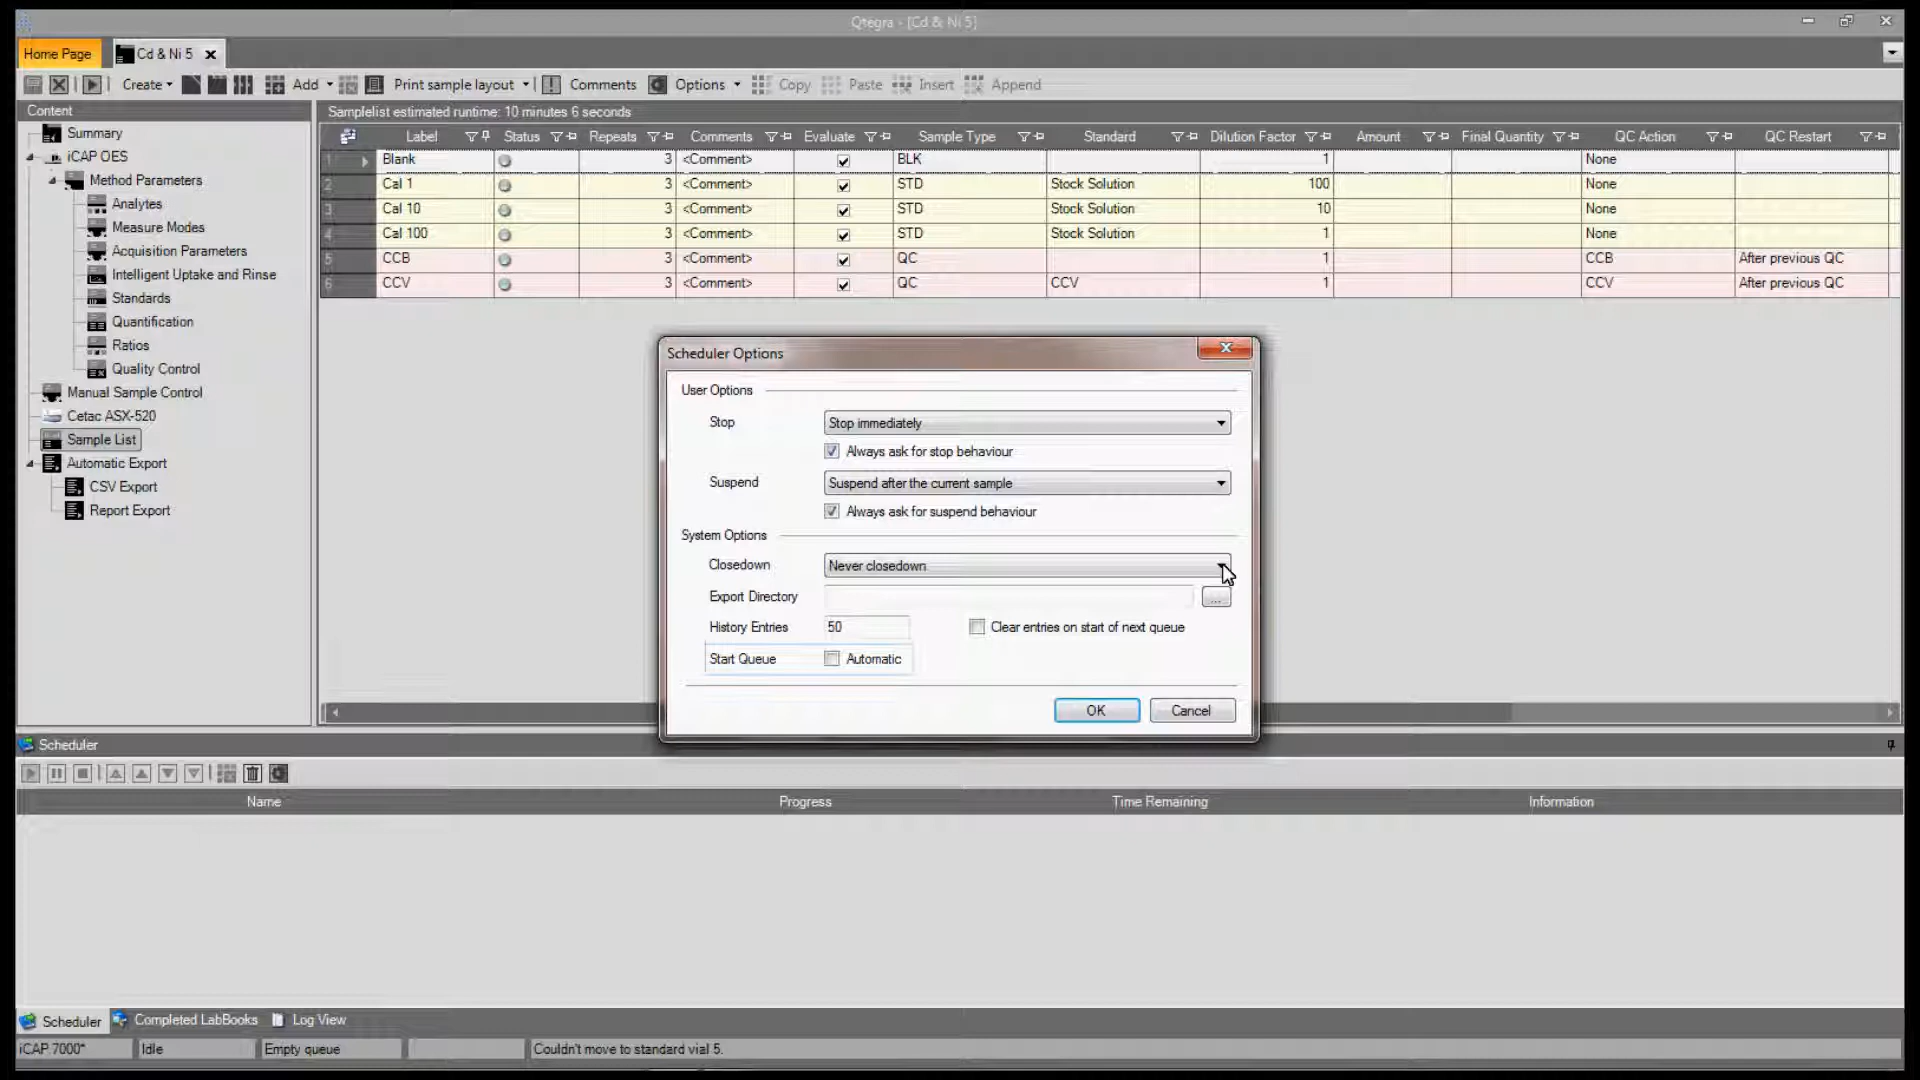 Qtegra - [Cd & Ni 5]
Home Page
Cd & Ni 5
Create
Add
Print sample layout
Comments
Options
Copy
Paste
Insert
Append
Content
Summary
iCAP OES
Method Parameters
Analytes
Measure Modes
Acquisition Parameters
Intelligent Uptake and Rinse
Standards
Quantification
Ratios
Quality Control
Manual Sample Control
Cetac ASX-520
Sample List
Automatic Export
CSV Export
Report Export
Samplelist estimated runtime: 10 minutes 6 seconds
Label Status Repeats Comments Evaluate Sample Type Standard Dilution Factor Amount Final Quantity QC Action QC Restart
1 Blank 3 <Comment> BLK 1 None
2 Cal 1 3 <Comment> STD Stock Solution 100 None
3 Cal 10 3 <Comment> STD Stock Solution 10 None
4 Cal 100 3 <Comment> STD Stock Solution 1 None
5 CCB 3 <Comment> QC 1 CCB After previous QC
6 CCV 3 <Comment> QC CCV 1 CCV After previous QC
Scheduler Options
User Options
Stop Stop immediately
Always ask for stop behaviour
Suspend Suspend after the current sample
Always ask for suspend behaviour
System Options
Closedown Never closedown
Export Directory ...
History Entries 50 Clear entries on start of next queue
Start Queue Automatic
OK Cancel
Scheduler
Name Progress Time Remaining Information
Scheduler Completed LabBooks Log View
iCAP 7000* Idle Empty queue Couldn't move to standard vial 5.